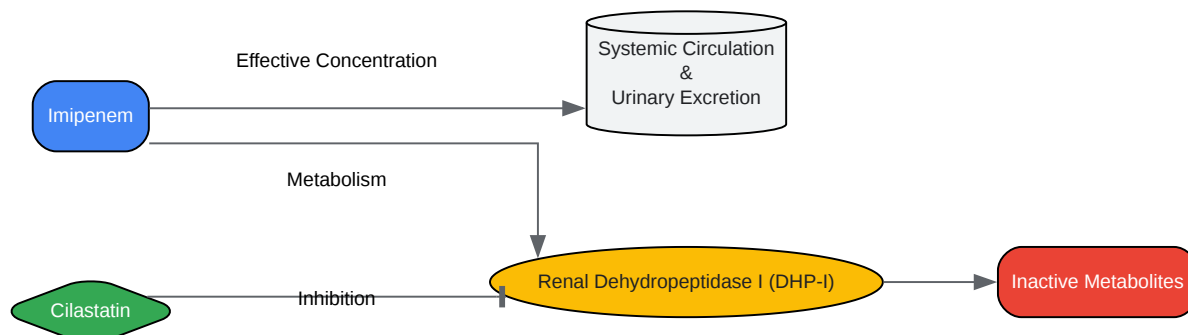 Effective Concentration
Systemic Circulation
&
Urinary Excretion
Imipenem
Metabolism
Renal Dehydropeptidase I (DHP-I)
Inactive Metabolites
Inhibition
Cilastatin